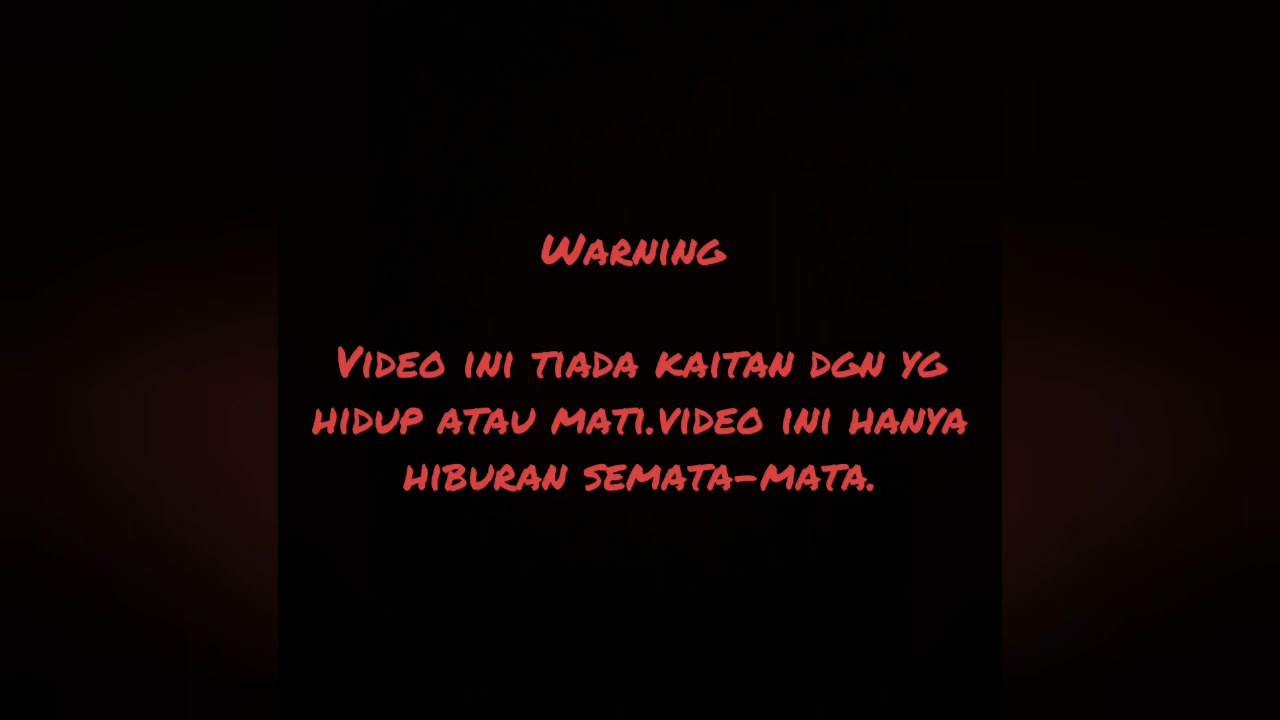 Warning
Video ini tiada kaitan dgn yg
hidup atau mati.video ini hanya
hiburan semata-mata.